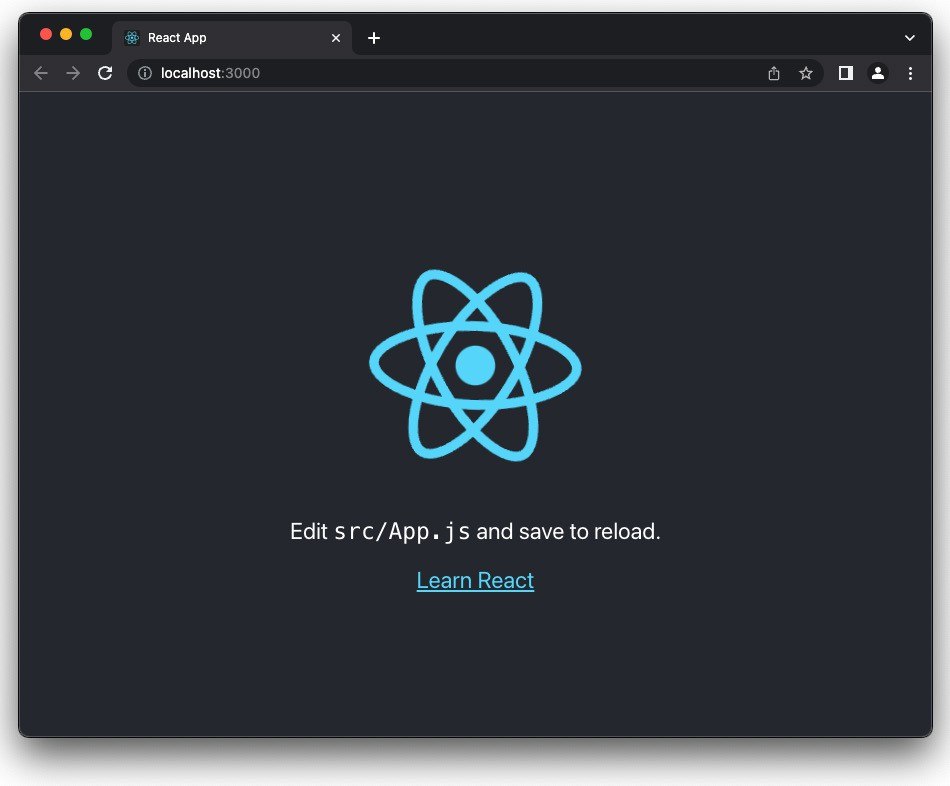 React App
localhost:3000
Edit src/App.js and save to reload.
Learn React